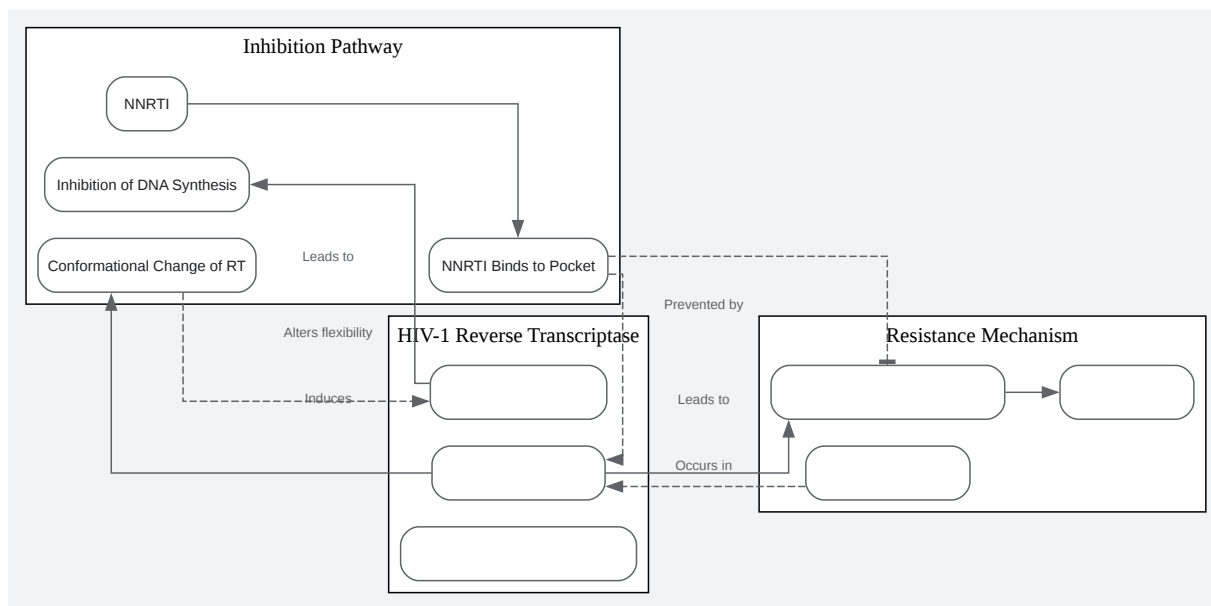 Inhibition Pathway
NNRTI
Inhibition of DNA Synthesis
Conformational Change of RT
Leads to
NNRTI Binds to Pocket
Prevented by
Alters flexibility
HIV-1 Reverse Transcriptase
Resistance Mechanism
Induces
Leads to
Occurs in